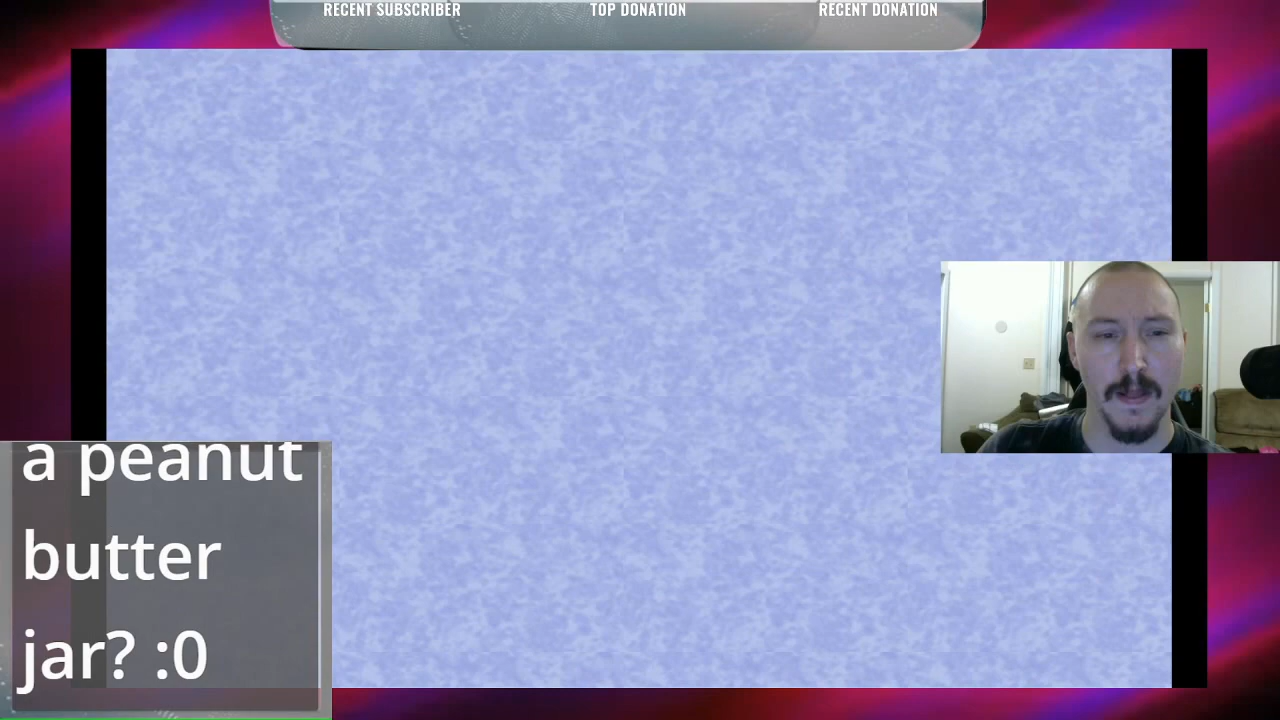 RECENT SUBSCRIBER TOP DONATION RECENT DONATION
a peanut
butter
jar? :0